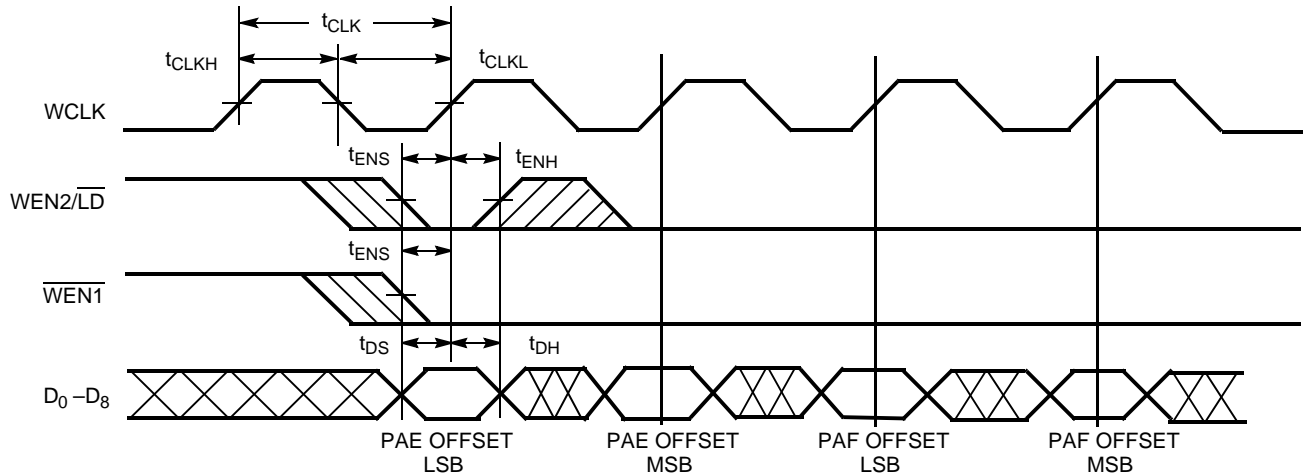 tCLK
tCLKH
tCLKL
WCLK
tENS
tENH
WEN2/LD
tENS
WEN1
tDS
tDH
D0 –D8
PAE OFFSET
LSB
PAE OFFSET
MSB
PAF OFFSET
LSB
PAF OFFSET
MSB